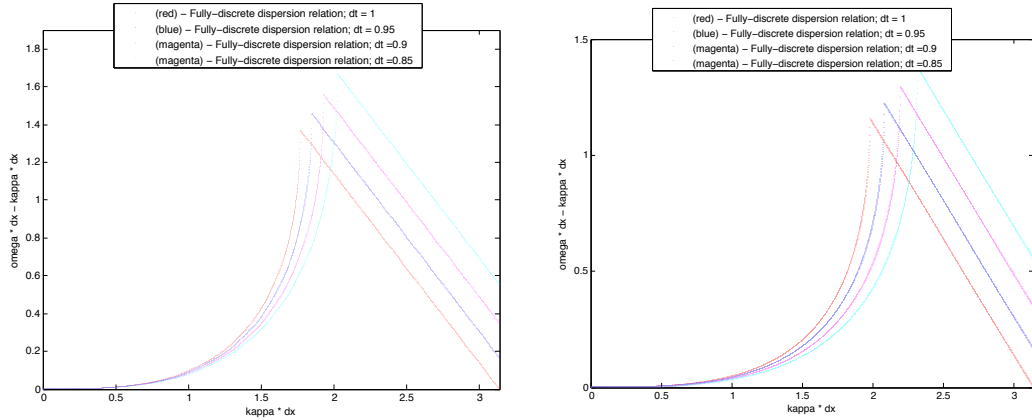 (red) – Fully-discrete dispersion relation; dt = 1
(blue) – Fully-discrete dispersion relation; dt = 0.95
(magenta) – Fully-discrete dispersion relation; dt =0.9
(magenta) – Fully-discrete dispersion relation; dt =0.85
1.8
1.6
1.4
1.2
1
0.8
0.6
0.4
0.2
0
omega * dx – kappa * dx
0 0.5 1 1.5 2 2.5 3
kappa * dx
(red) – Fully-discrete dispersion relation; dt = 1
(blue) – Fully-discrete dispersion relation; dt = 0.95
(magenta) – Fully-discrete dispersion relation; dt =0.9
(magenta) – Fully-discrete dispersion relation; dt =0.85
1.5
1
0.5
0
omega * dx – kappa * dx
0 0.5 1 1.5 2 2.5 3
kappa * dx